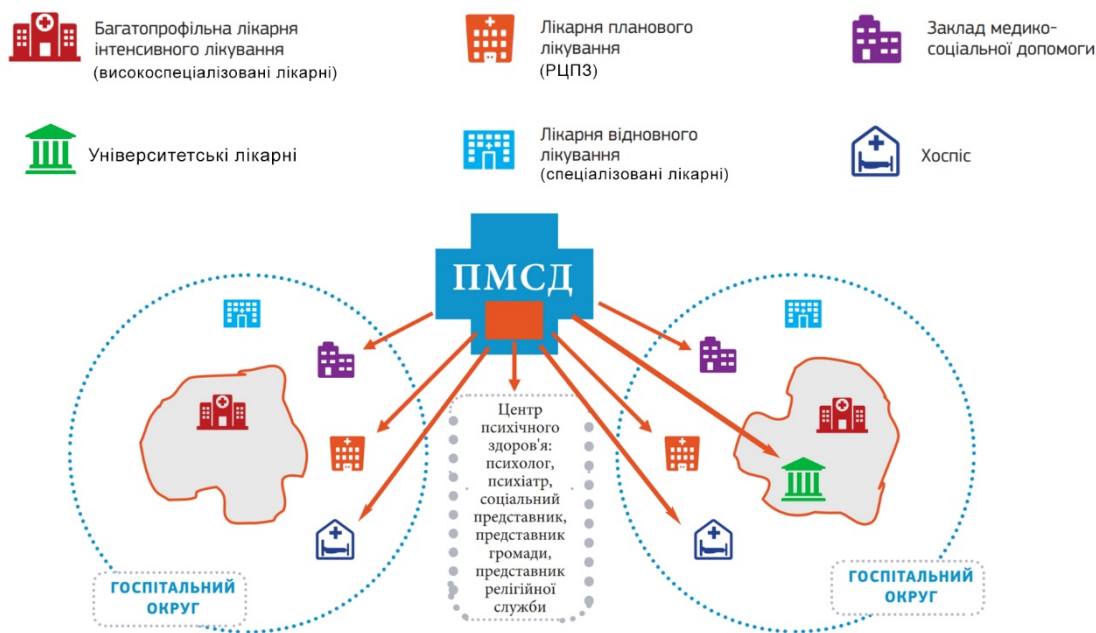 Багатопрофільна лікарня
інтенсивного лікування
(високоспеціалізовані лікарні)
Лікарня планового
лікування
(РЦПЗ)
Заклад медико-
соціальної допомоги
Університетські лікарні
Лікарня відновного
лікування
(спеціалізовані лікарні)
Хоспіс
ПМСД
Центр
психічного
здоров'я:
психолог,
психіатр,
соціальний
представник,
представник
громади,
представник
релігійної
служби
ГОСПІТАЛЬНИЙ
ОКРУГ
ГОСПІТАЛЬНИЙ
ОКРУГ